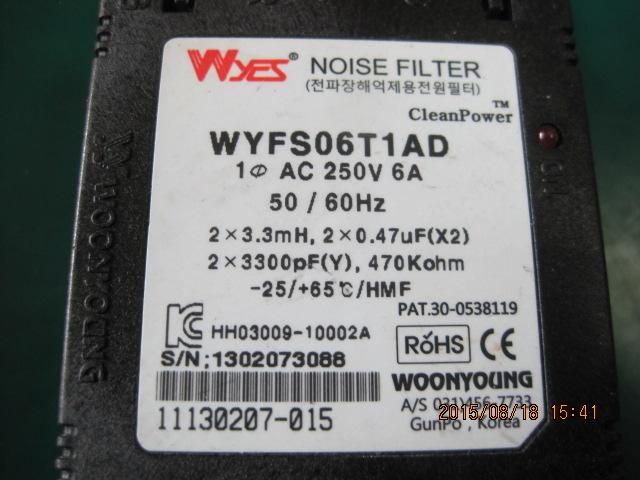 WYES® NOISE FILTER
(전파장해억제용전원필터)
CleanPower™
WYFS06T1AD
1Φ AC 250V 6A
50 / 60Hz
2×3.3mH, 2×0.47uF(X2)
2×3300pF(Y), 470Kohm
-25/+65℃/HMF
PAT.30-0538119
HH03009-10002A
RoHS CE
S/N;1302073088
WOONYOUNG
11130207-015
A/S 031)456-7733
GunPo , Korea
2015/08/18 15:41
WOONYOUNG